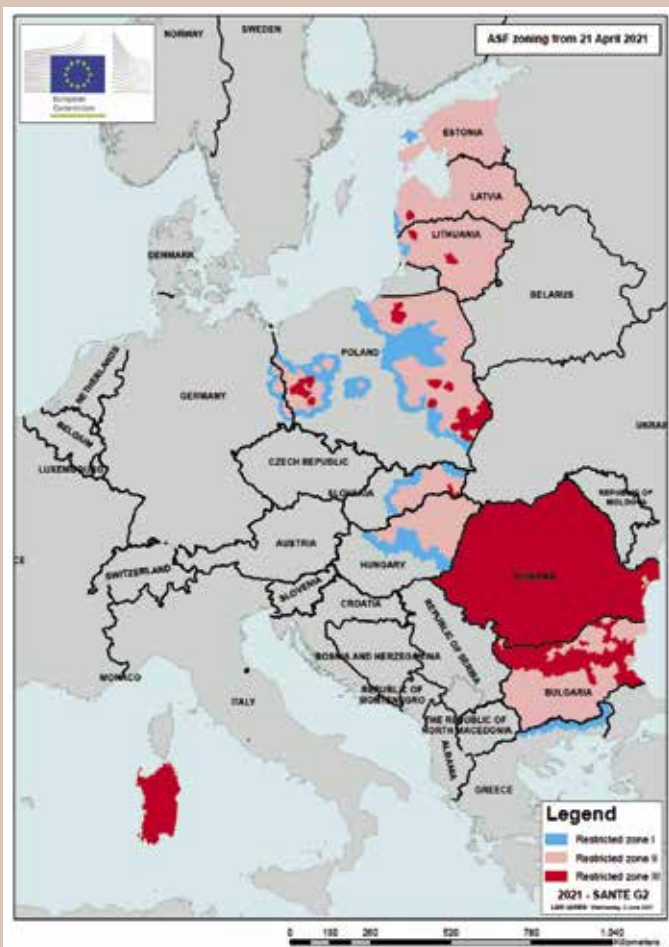 NORWAY
SWEDEN
ASF zoning from 21 April 2021
European
Commission
ESTONIA
LATVIA
LITHUANIA
DENMARK
BELARUS
POLAND
NETHERLANDS
GERMANY
BELGIUM
LUXEMBOURG
CZECH REPUBLIC
UKRAI
SLOVAKIA
REPUBLIC OF
MOLDOVA
AUSTRIA
HUNGARY
SWITZERLAND
SLOVENIA
CROATIA
REPUBLIC OF SERBIA
BOSNIA AND HERZEGOVINA
MONACO
ITALY
REPUBLIC OF
MONTENEGRO
BULGARIA
THE REPUBLIC OF
NORTH MACEDONIA
ALBANIA
GREECE
Legend
Restricted zone I
Restricted zone II
Restricted zone III
2021 - SANTE G2
0 130 260 520 780 1.040
Kilometers